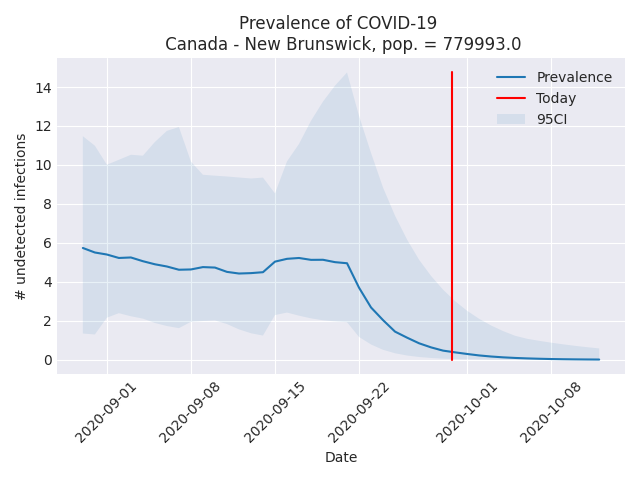 Prevalence of COVID-19
Canada - New Brunswick, pop. = 779993.0
Prevalence
Today
95CI
# undetected infections
14
12
10
8
6
4
2
0
2020-09-01
2020-09-08
2020-09-15
2020-09-22
2020-10-01
2020-10-08
Date